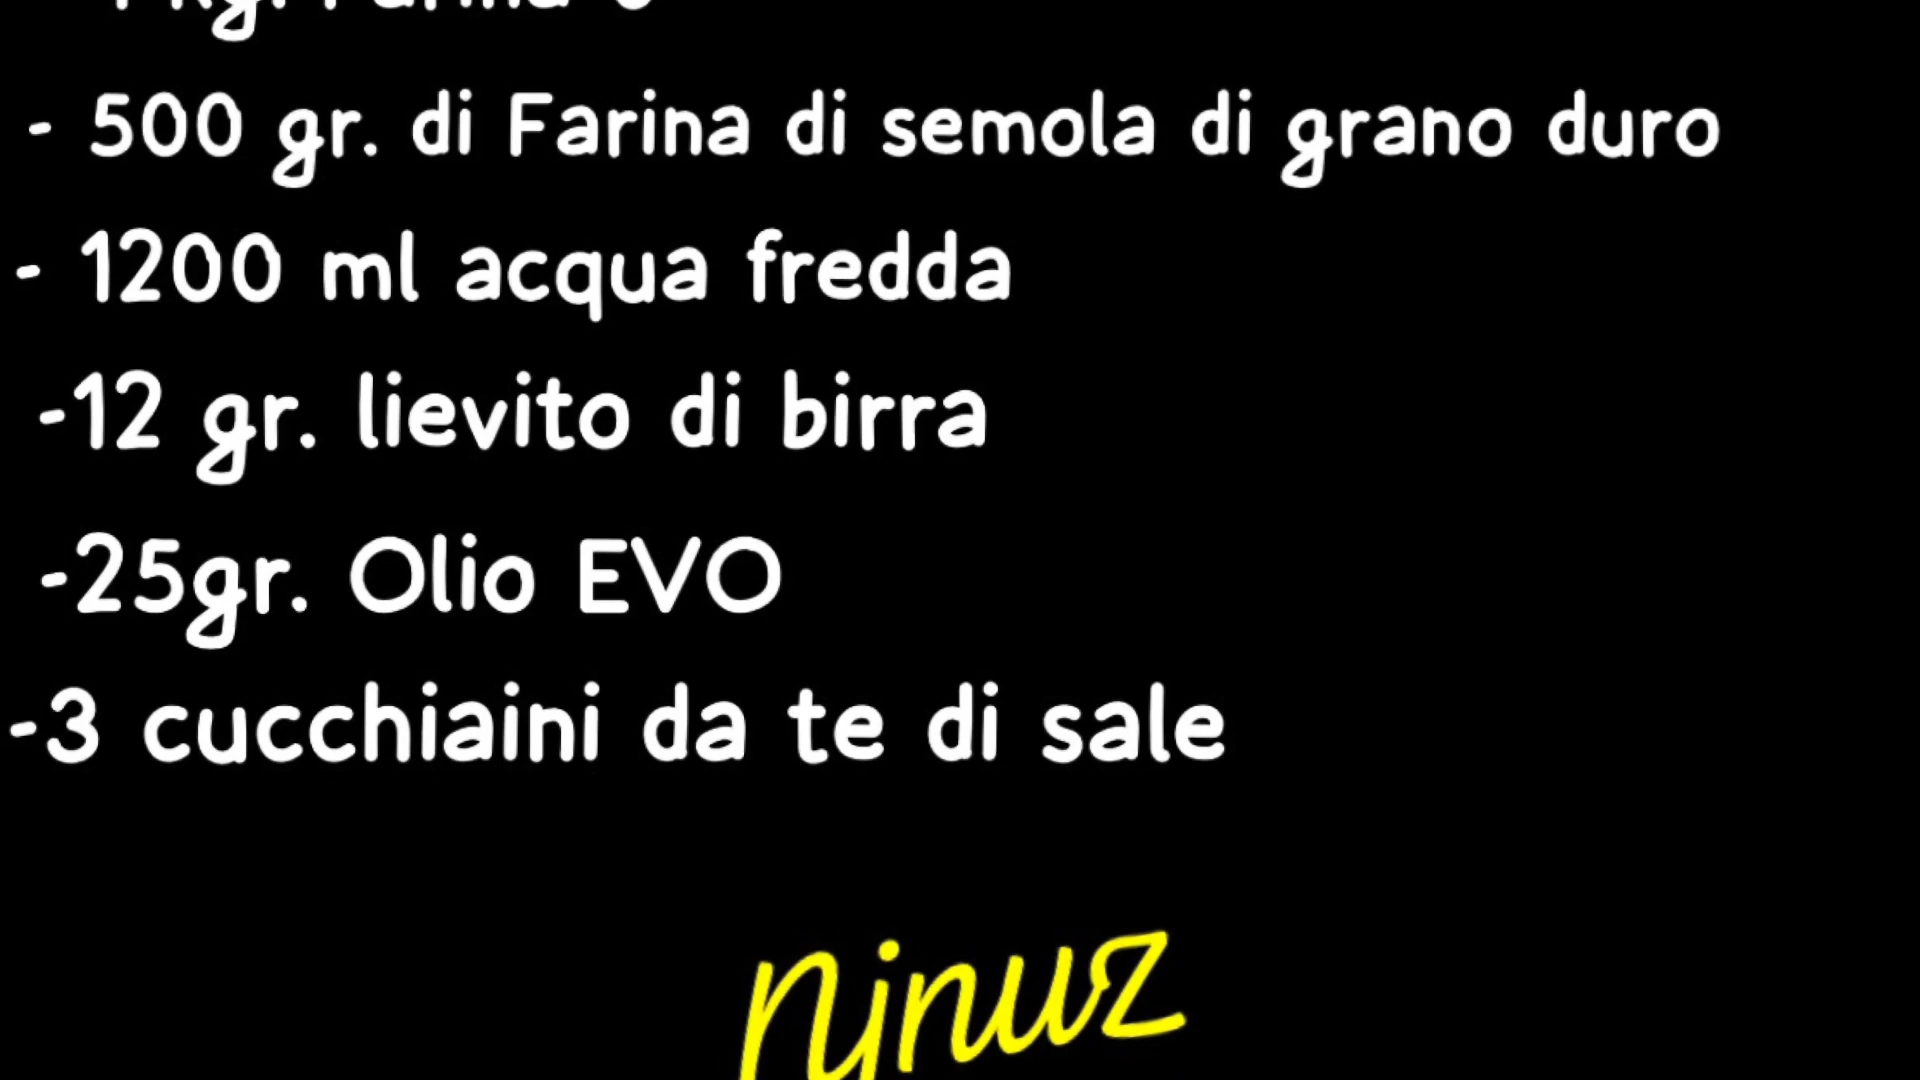 - 500 gr. di Farina di semola di grano duro
- 1200 ml acqua fredda
-12 gr. lievito di birra
-25gr. Olio EVO
-3 cucchiaini da te di sale